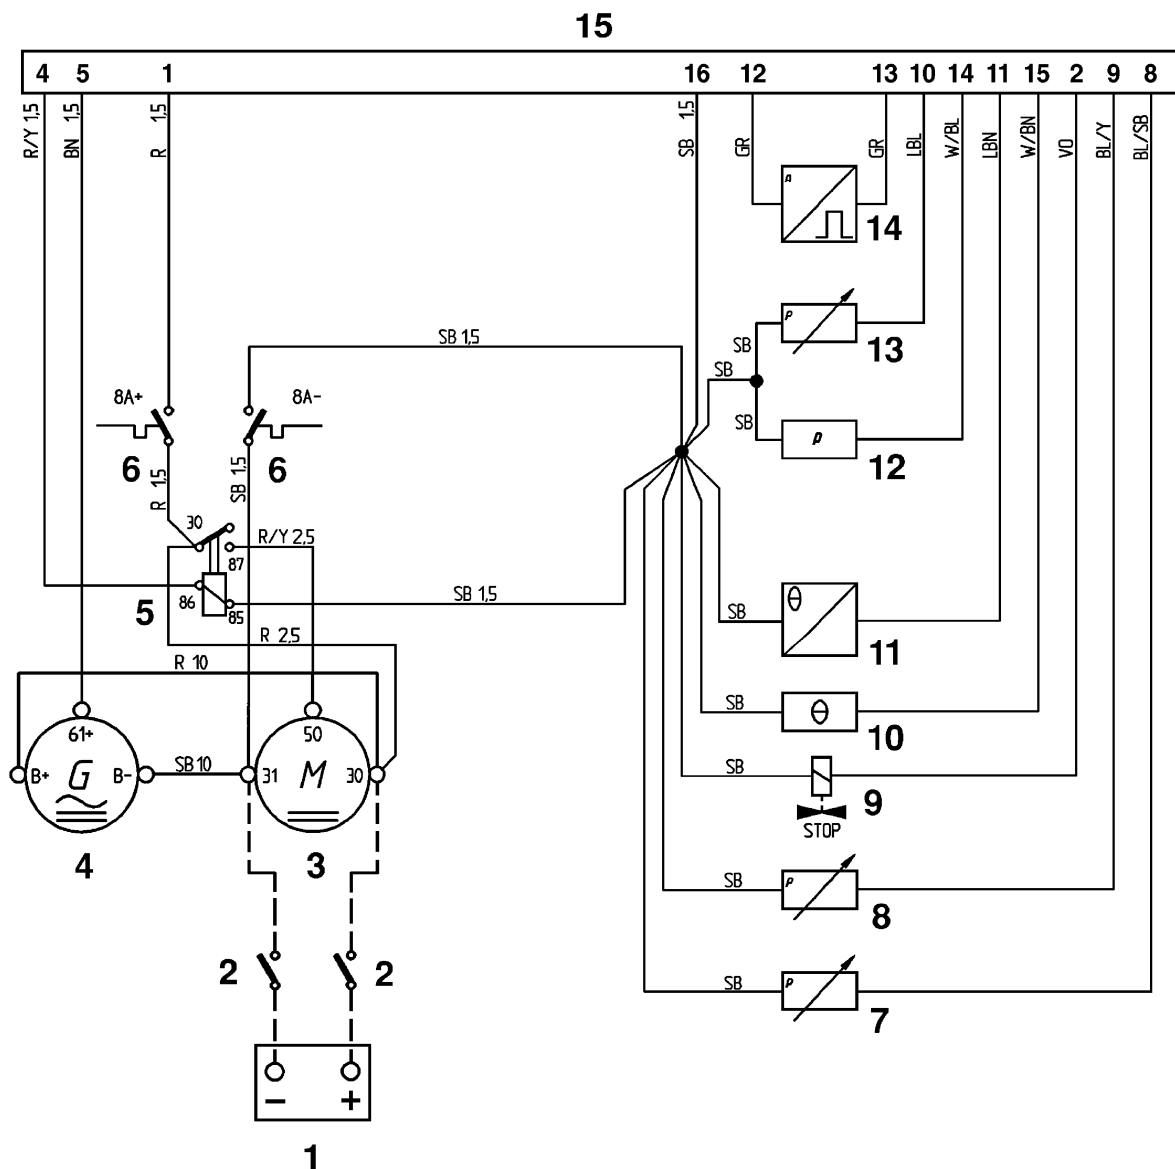 15
4 5 1 16 12 13 10 14 11 15 2 9 8
R/Y 1,5
BN 1,5
R 1,5
SB 1,5
GR
GR
LBL
W/BL
LBN
W/BN
VO
BL/Y
BL/SB
n
14
p
13
SB 1,5
SB
SB
SB
p
12
8A+
8A-
6
6
R 1,5
SB 1,5
30
R/Y 2,5
87
86
85
5
SB 1,5
R 2,5
R 10
SB
θ
11
61+
B+
G
B-
4
SB 10
50
31
M
30
3
SB
θ
10
SB
STOP
9
SB
p
8
2
2
SB
p
7
- +
1